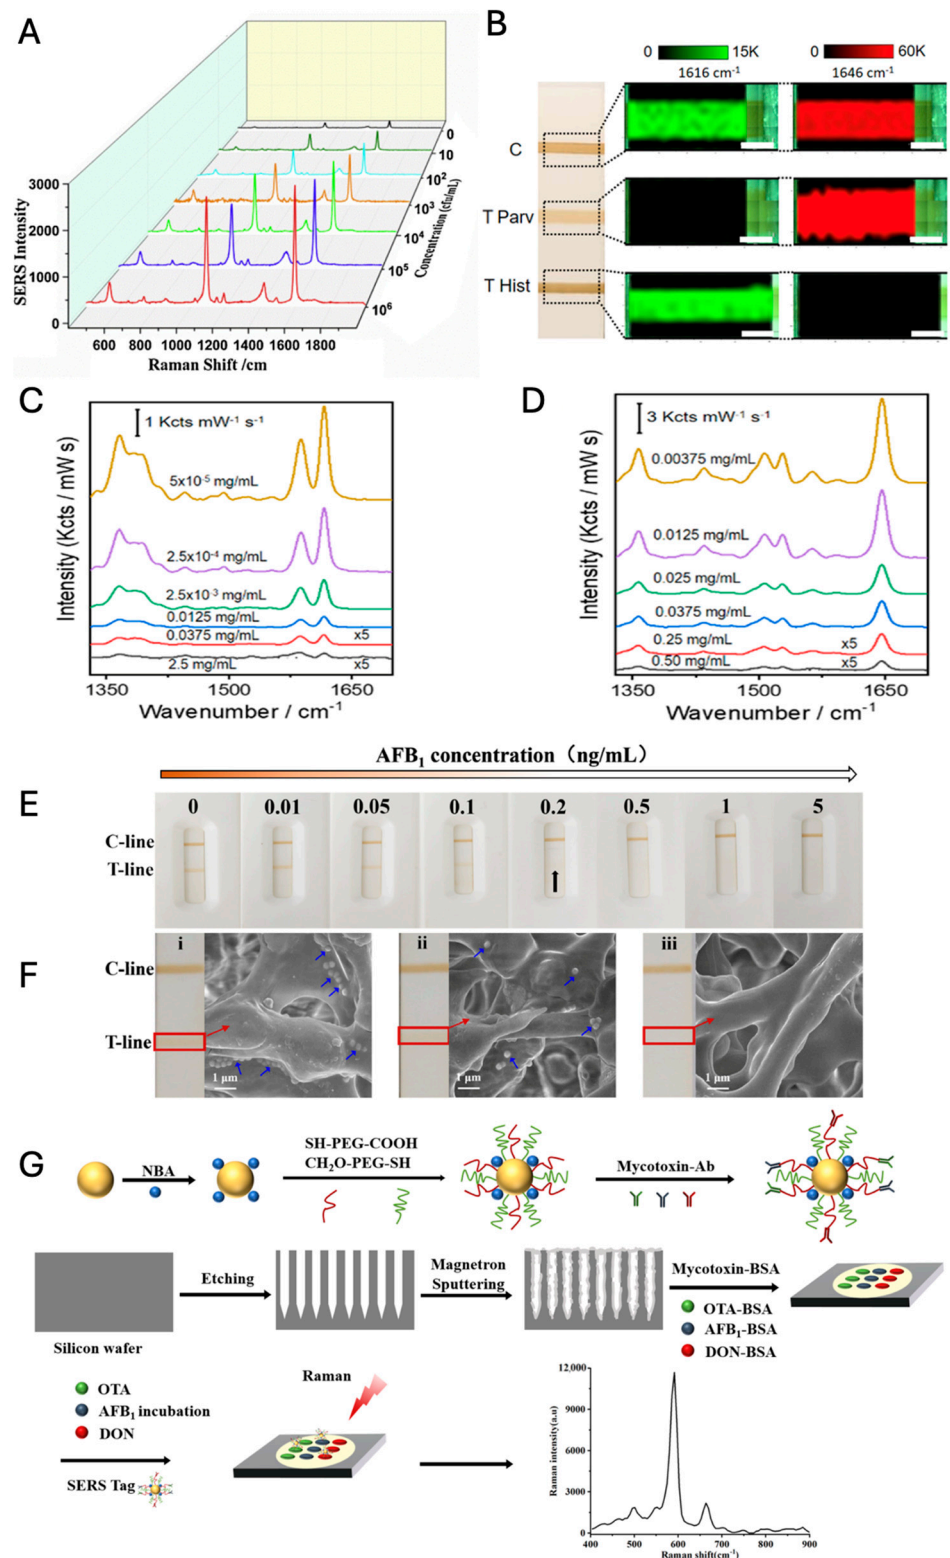 A
3000
2000
1000
0
SERS Intensity
600 800 1000 1200 1400 1600 1800
Raman Shift /cm
0
10
10²
10³
10⁴
10⁵
10⁶
Concentration (cfu/mL)
B
0 15K
1616 cm⁻¹
0 60K
1646 cm⁻¹
C
T Parv
T Hist
C
1 Kcts mW⁻¹ s⁻¹
5x10⁻⁵ mg/mL
2.5x10⁻⁴ mg/mL
2.5x10⁻³ mg/mL
0.0125 mg/mL
0.0375 mg/mL x5
2.5 mg/mL x5
Intensity (Kcts / mW s)
1350 1500 1650
Wavenumber / cm⁻¹
D
3 Kcts mW⁻¹ s⁻¹
0.00375 mg/mL
0.0125 mg/mL
0.025 mg/mL
0.0375 mg/mL
0.25 mg/mL x5
0.50 mg/mL x5
Intensity (Kcts / mW s)
1350 1500 1650
Wavenumber / cm⁻¹
AFB₁ concentration（ng/mL）
E
0 0.01 0.05 0.1 0.2 0.5 1 5
C-line
T-line
F
i ii iii
C-line
T-line
1 μm 1 μm 1 μm
G
NBA
SH-PEG-COOH
CH₂O-PEG-SH
Mycotoxin-Ab
Etching
Magnetron
Sputtering
Mycotoxin-BSA
OTA-BSA
AFB₁-BSA
DON-BSA
Silicon wafer
OTA
AFB₁ incubation
DON
SERS Tag
Raman
12,000
9000
6000
3000
0
Raman intensity(a.u)
400 500 600 700 800 900
Raman shift(cm⁻¹)